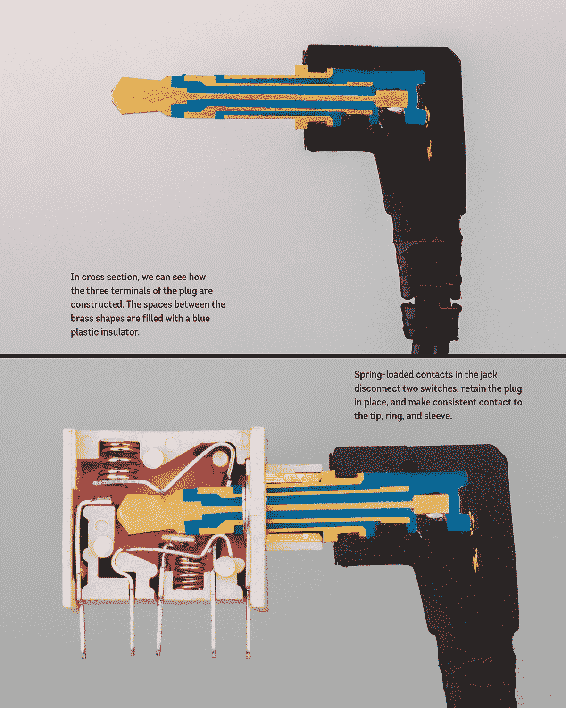 In cross section, we can see how
the three terminals of the plug are
constructed. The spaces between the
brass shapes are filled with a blue
plastic insulator.
Spring-loaded contacts in the jack
disconnect two switches, retain the plug
in place, and make consistent contact to
the tip, ring, and sleeve.